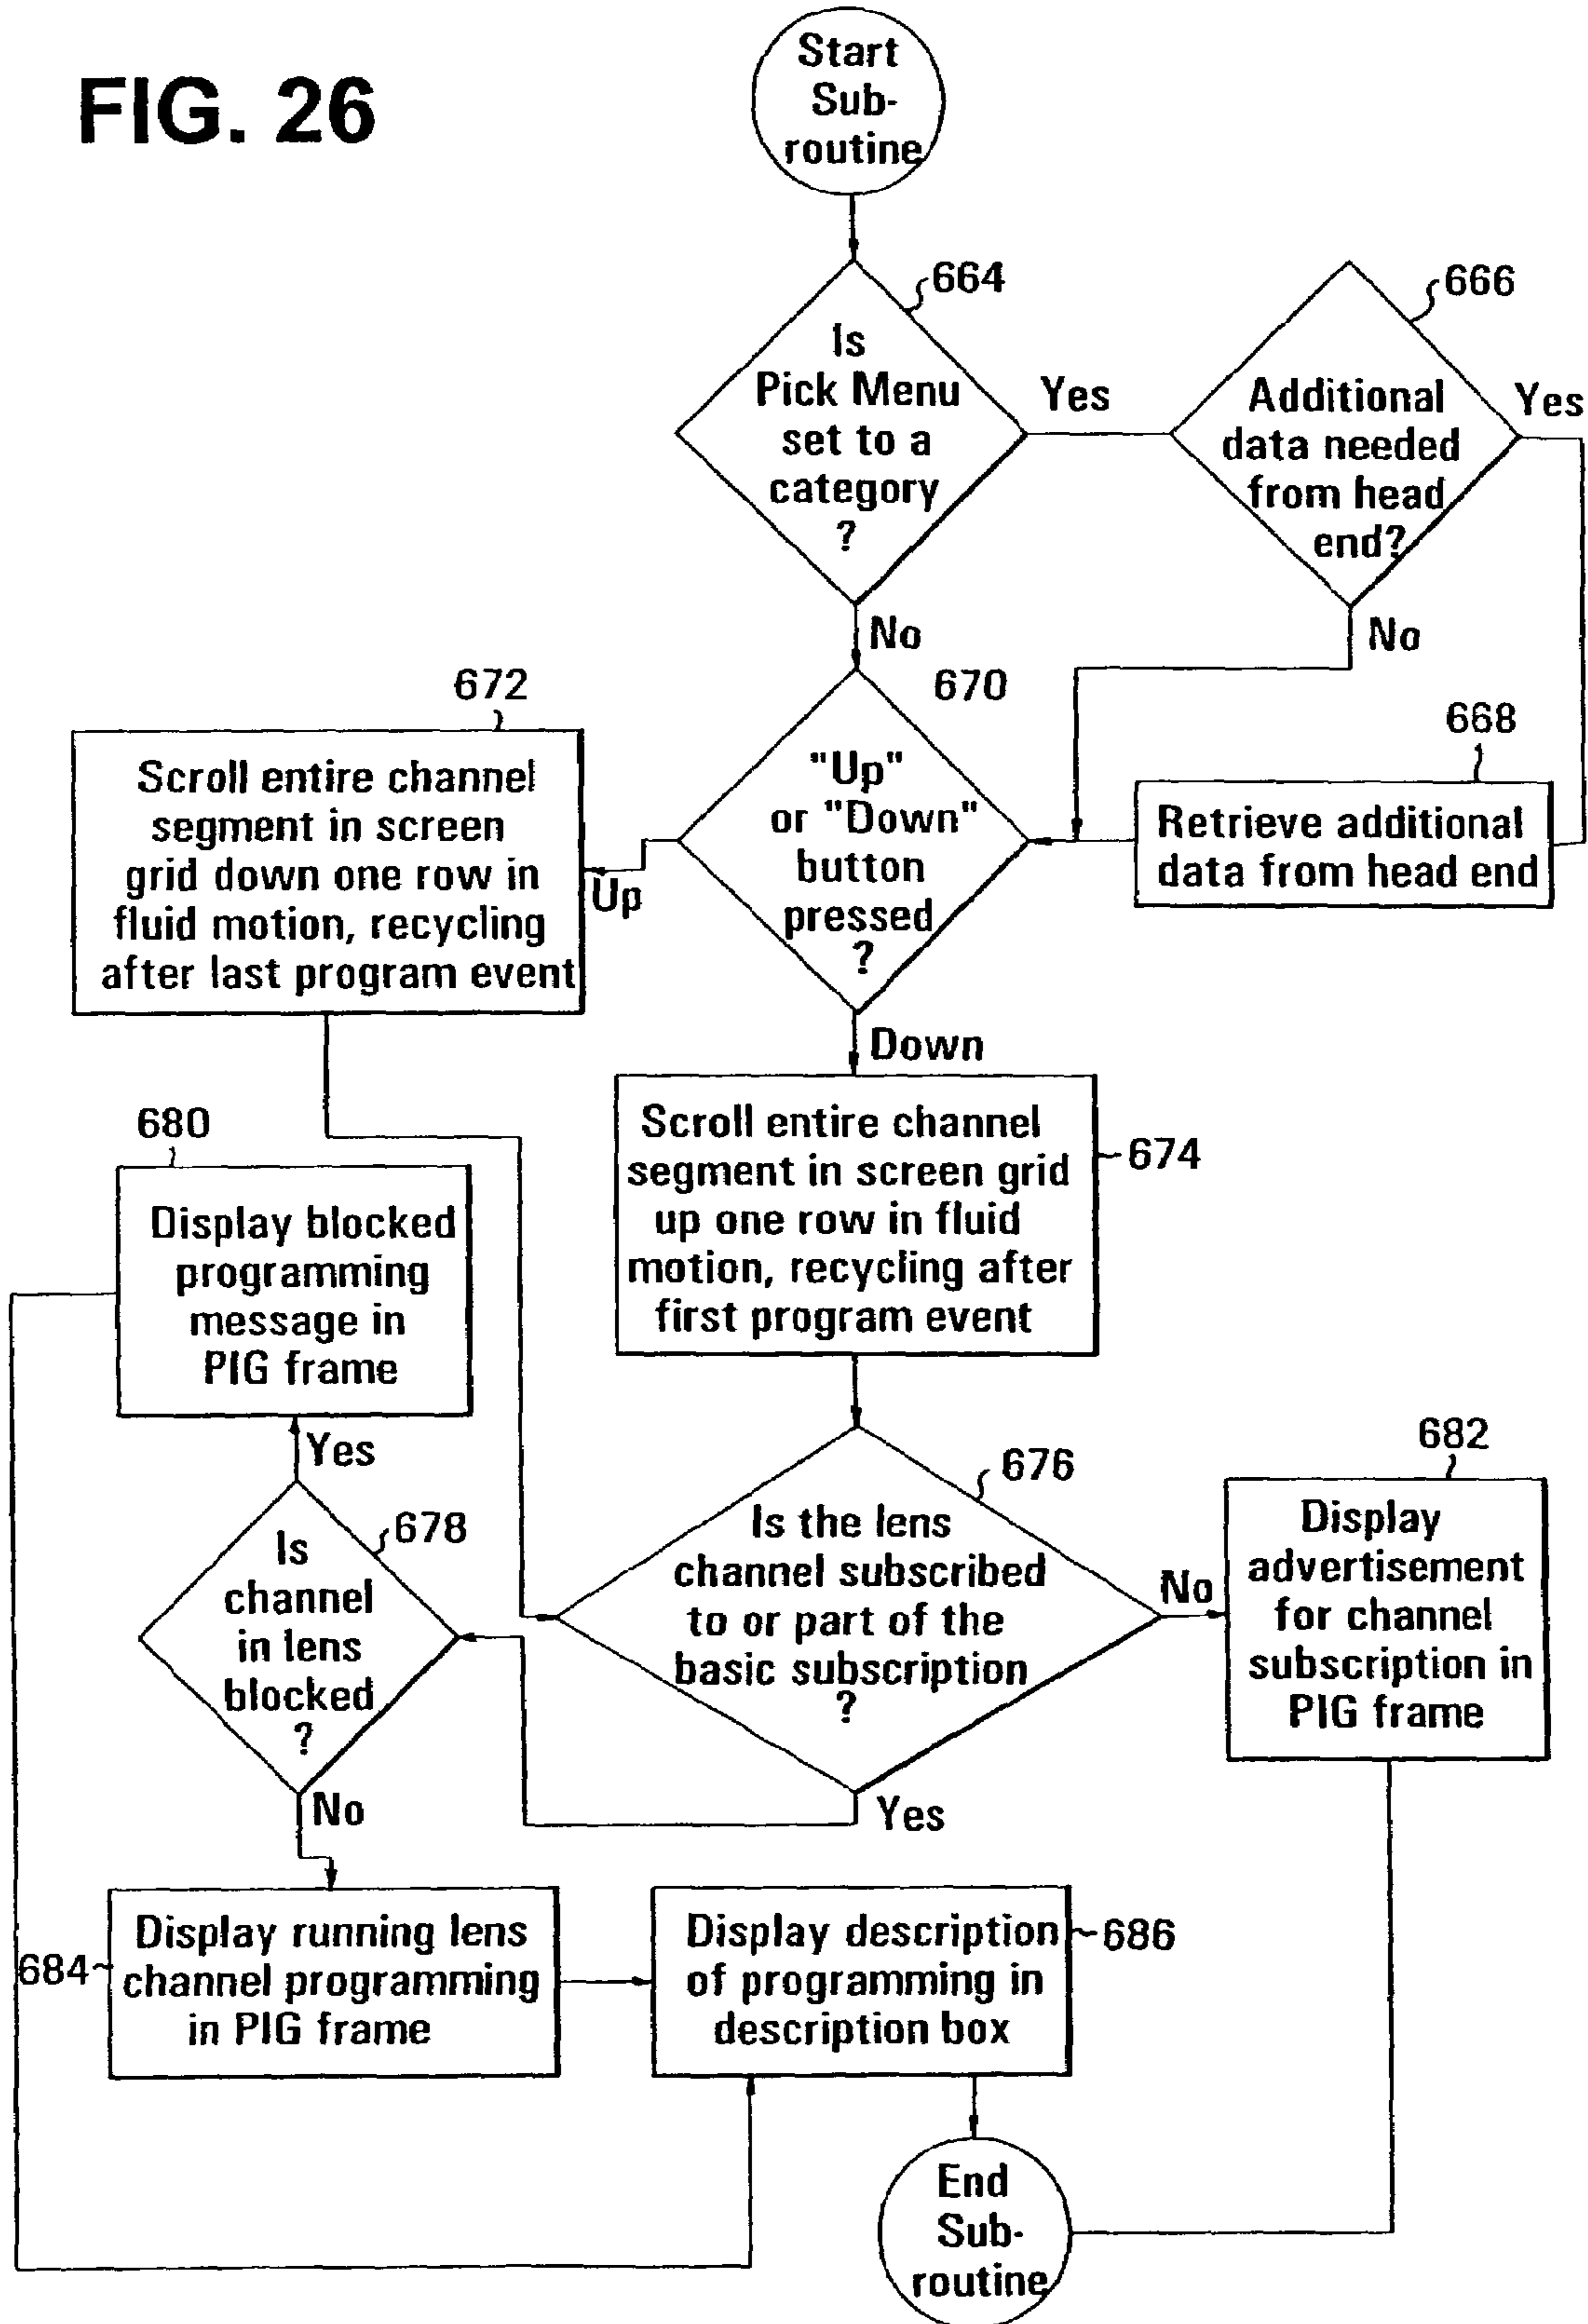 FIG. 26
Start
Sub-
routine
664
Is
Pick Menu
set to a
category
?
Yes
666
Additional
data needed
from head
end?
Yes
No
No
670
"Up"
or "Down"
button
pressed
?
668
Retrieve additional
data from head end
672
Scroll entire channel
segment in screen
grid down one row in
fluid motion, recycling
after last program event
Up
Down
674
Scroll entire channel
segment in screen grid
up one row in fluid
motion, recycling after
first program event
680
Display blocked
programming
message in
PIG frame
Yes
678
Is
channel
in lens
blocked
?
No
676
Is the lens
channel subscribed
to or part of the
basic subscription
?
No
Yes
682
Display
advertisement
for channel
subscription in
PIG frame
684
Display running lens
channel programming
in PIG frame
686
Display description
of programming in
description box
End
Sub-
routine